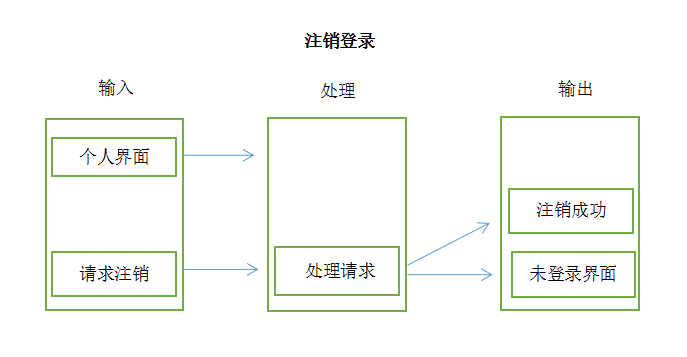 注销登录
输入
处理
输出
个人界面
注销成功
请求注销
处理请求
未登录界面